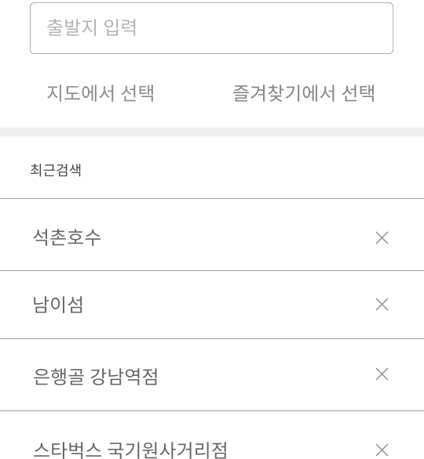 출발지 입력
지도에서 선택 즐겨찾기에서 선택
최근검색
석촌호수
남이섬
은행골 강남역점
스타벅스 국기원사거리점